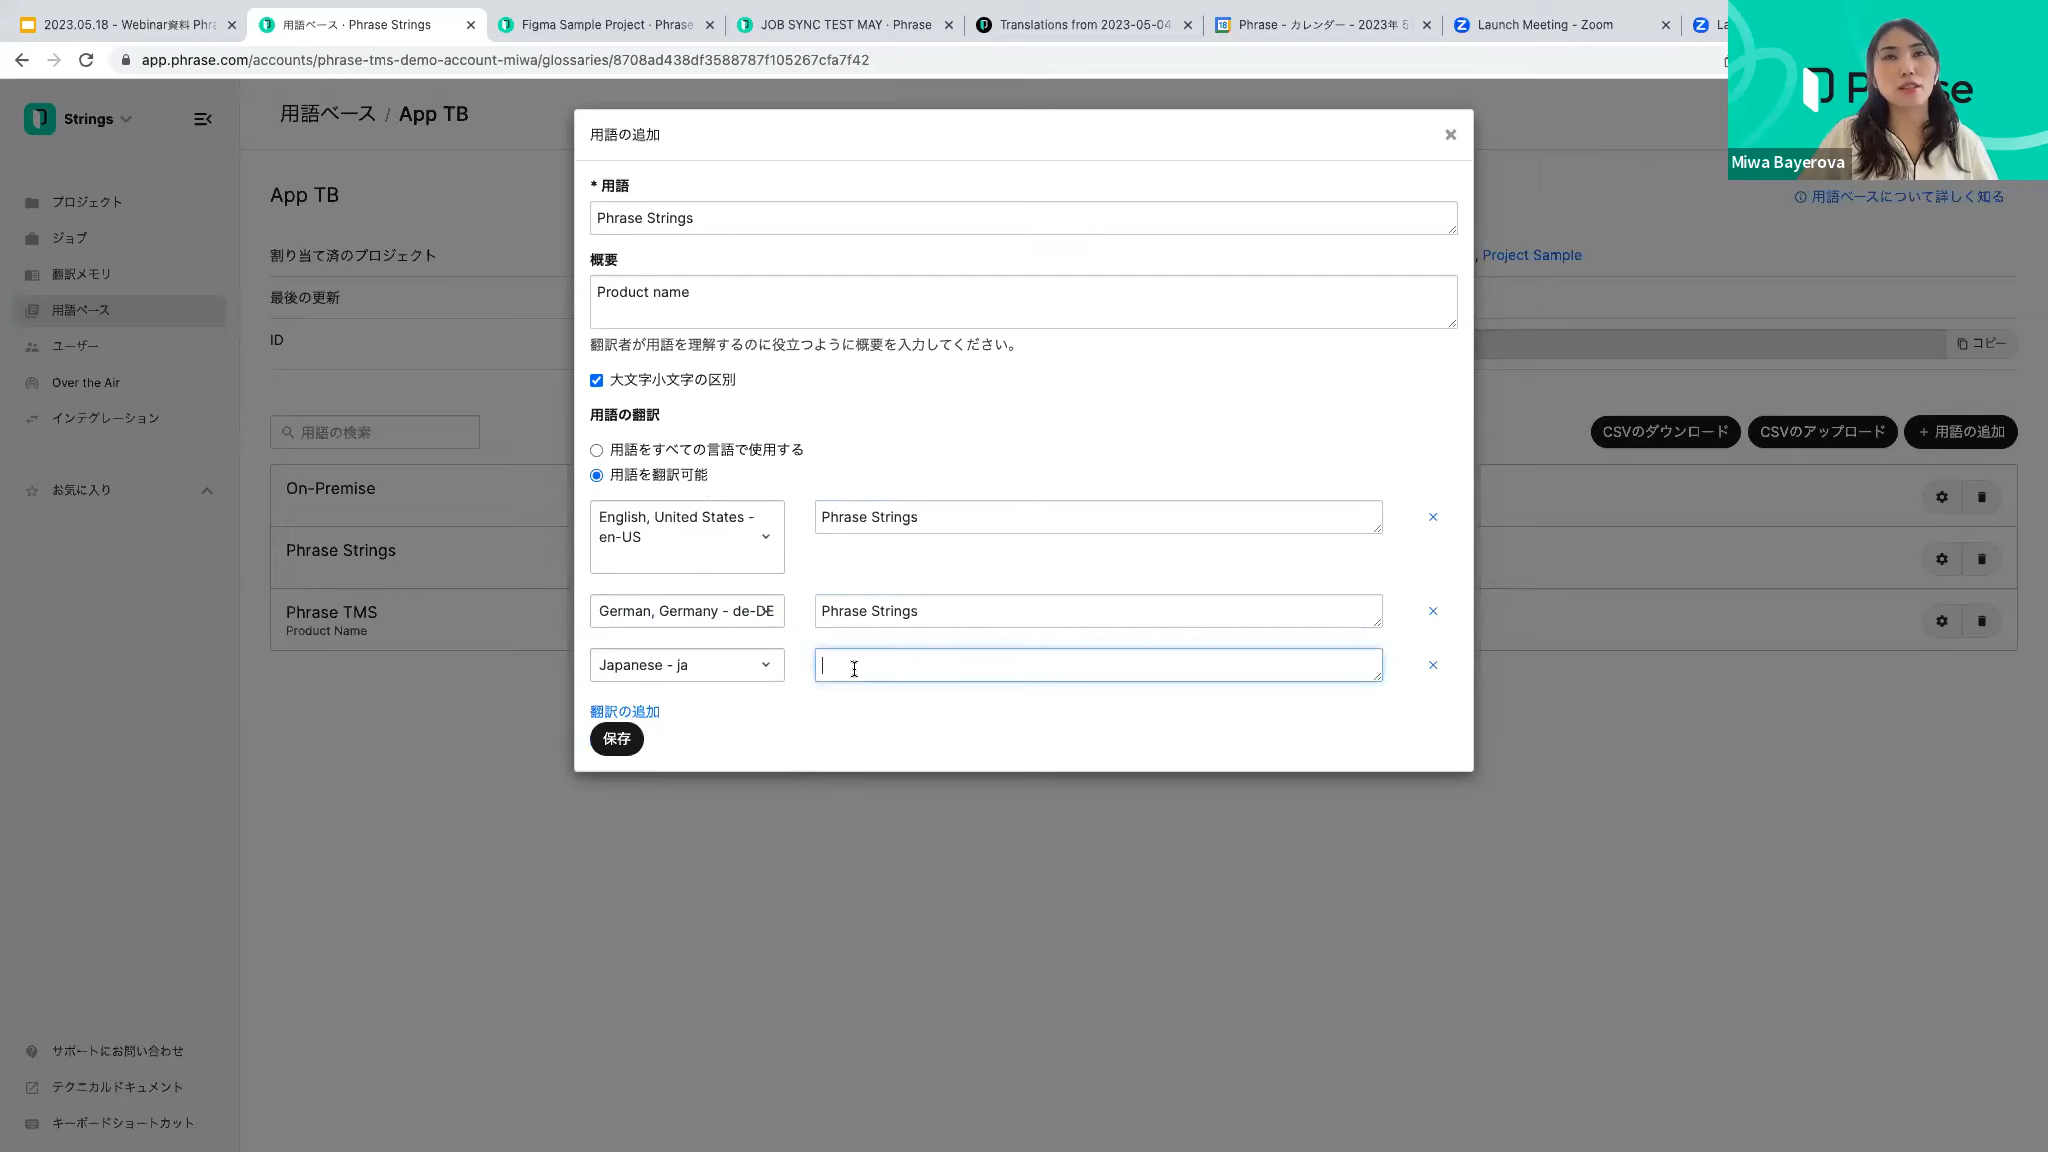 2023.05.18 - Webinar資料 Phr
用語ベース · Phrase Strings
Figma Sample Project · Phrase
JOB SYNC TEST MAY · Phrase
Translations from 2023-05-04
Phrase - カレンダー - 2023年 5
Launch Meeting - Zoom
La
app.phrase.com/accounts/phrase-tms-demo-account-miwa/glossaries/8708ad438df3588787f105267cfa7f42
Miwa Bayerova
Strings
プロジェクト
ジョブ
翻訳メモリ
用語ベース
ユーザー
Over the Air
インテグレーション
お気に入り
サポートにお問い合わせ
テクニカルドキュメント
キーボードショートカット
用語ベース / App TB
App TB
用語ベースについて詳しく知る
割り当て済のプロジェクト
, Project Sample
最後の更新
ID
コピー
用語の検索
CSVのダウンロード
CSVのアップロード
+ 用語の追加
On-Premise
Phrase Strings
Phrase TMS
Product Name
用語の追加
* 用語
Phrase Strings
概要
Product name
翻訳者が用語を理解するのに役立つように概要を入力してください。
大文字小文字の区別
用語の翻訳
用語をすべての言語で使用する
用語を翻訳可能
English, United States - en-US
Phrase Strings
German, Germany - de-DE
Phrase Strings
Japanese - ja
翻訳の追加
保存